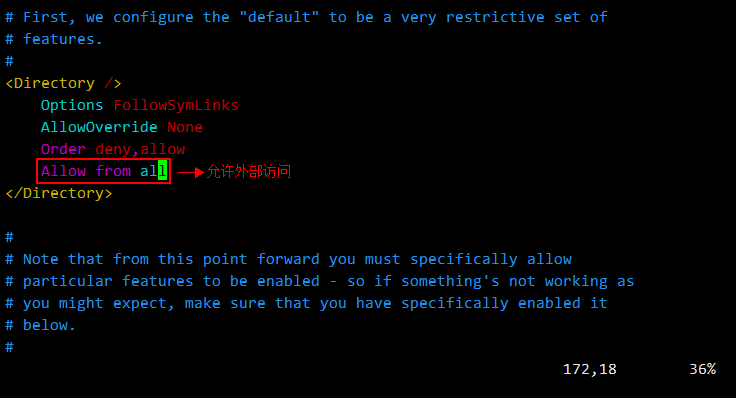 # First, we configure the "default" to be a very restrictive set of
# features.
#
<Directory />
    Options FollowSymLinks
    AllowOverride None
    Order deny,allow
    Allow from all 允许外部访问
</Directory>

#
# Note that from this point forward you must specifically allow
# particular features to be enabled - so if something's not working as
# you might expect, make sure that you have specifically enabled it
# below.
#
172,18 36%